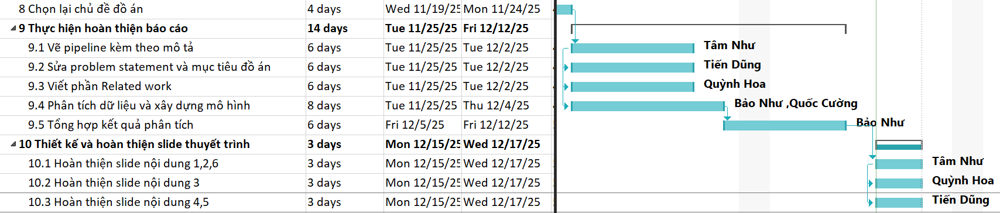 8 Chọn lại chủ đề đồ án 4 days Wed 11/19/25 Mon 11/24/25
9 Thực hiện hoàn thiện báo cáo 14 days Tue 11/25/25 Fri 12/12/25
9.1 Vẽ pipeline kèm theo mô tả 6 days Tue 11/25/25 Tue 12/2/25 Tâm Như
9.2 Sửa problem statement và mục tiêu đồ án 6 days Tue 11/25/25 Tue 12/2/25 Tiến Dũng
9.3 Viết phần Related work 6 days Tue 11/25/25 Tue 12/2/25 Quỳnh Hoa
9.4 Phân tích dữ liệu và xây dựng mô hình 8 days Tue 11/25/25 Thu 12/4/25 Bảo Như ,Quốc Cường
9.5 Tổng hợp kết quả phân tích 6 days Fri 12/5/25 Fri 12/12/25 Bảo Như
10 Thiết kế và hoàn thiện slide thuyết trình 3 days Mon 12/15/25 Wed 12/17/25
10.1 Hoàn thiện slide nội dung 1,2,6 3 days Mon 12/15/25 Wed 12/17/25 Tâm Như
10.2 Hoàn thiện slide nội dung 3 3 days Mon 12/15/25 Wed 12/17/25 Quỳnh Hoa
10.3 Hoàn thiện slide nội dung 4,5 3 days Mon 12/15/25 Wed 12/17/25 Tiến Dũng